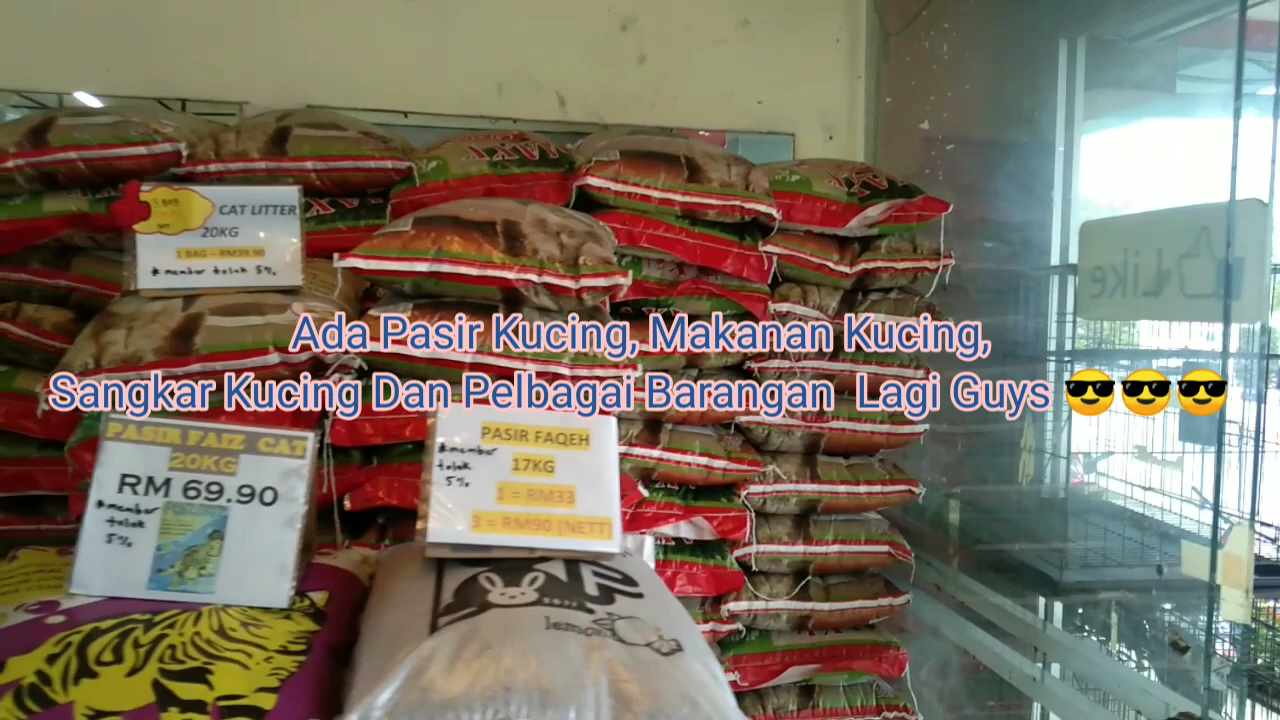 CAT LITTER
20KG
1 BAG – RM39.90
* member tolak 5%
Ada Pasir Kucing, Makanan Kucing,
Sangkar Kucing Dan Pelbagai Barangan Lagi Guys 😎😎😎
PASIR FAIZ CAT
20KG
RM 69.90
* member
tolak
5%
PASIR FAQEH
17KG
* member
tolak
5%
1 = RM33
3 = RM90 (NETT)
lemon
Like